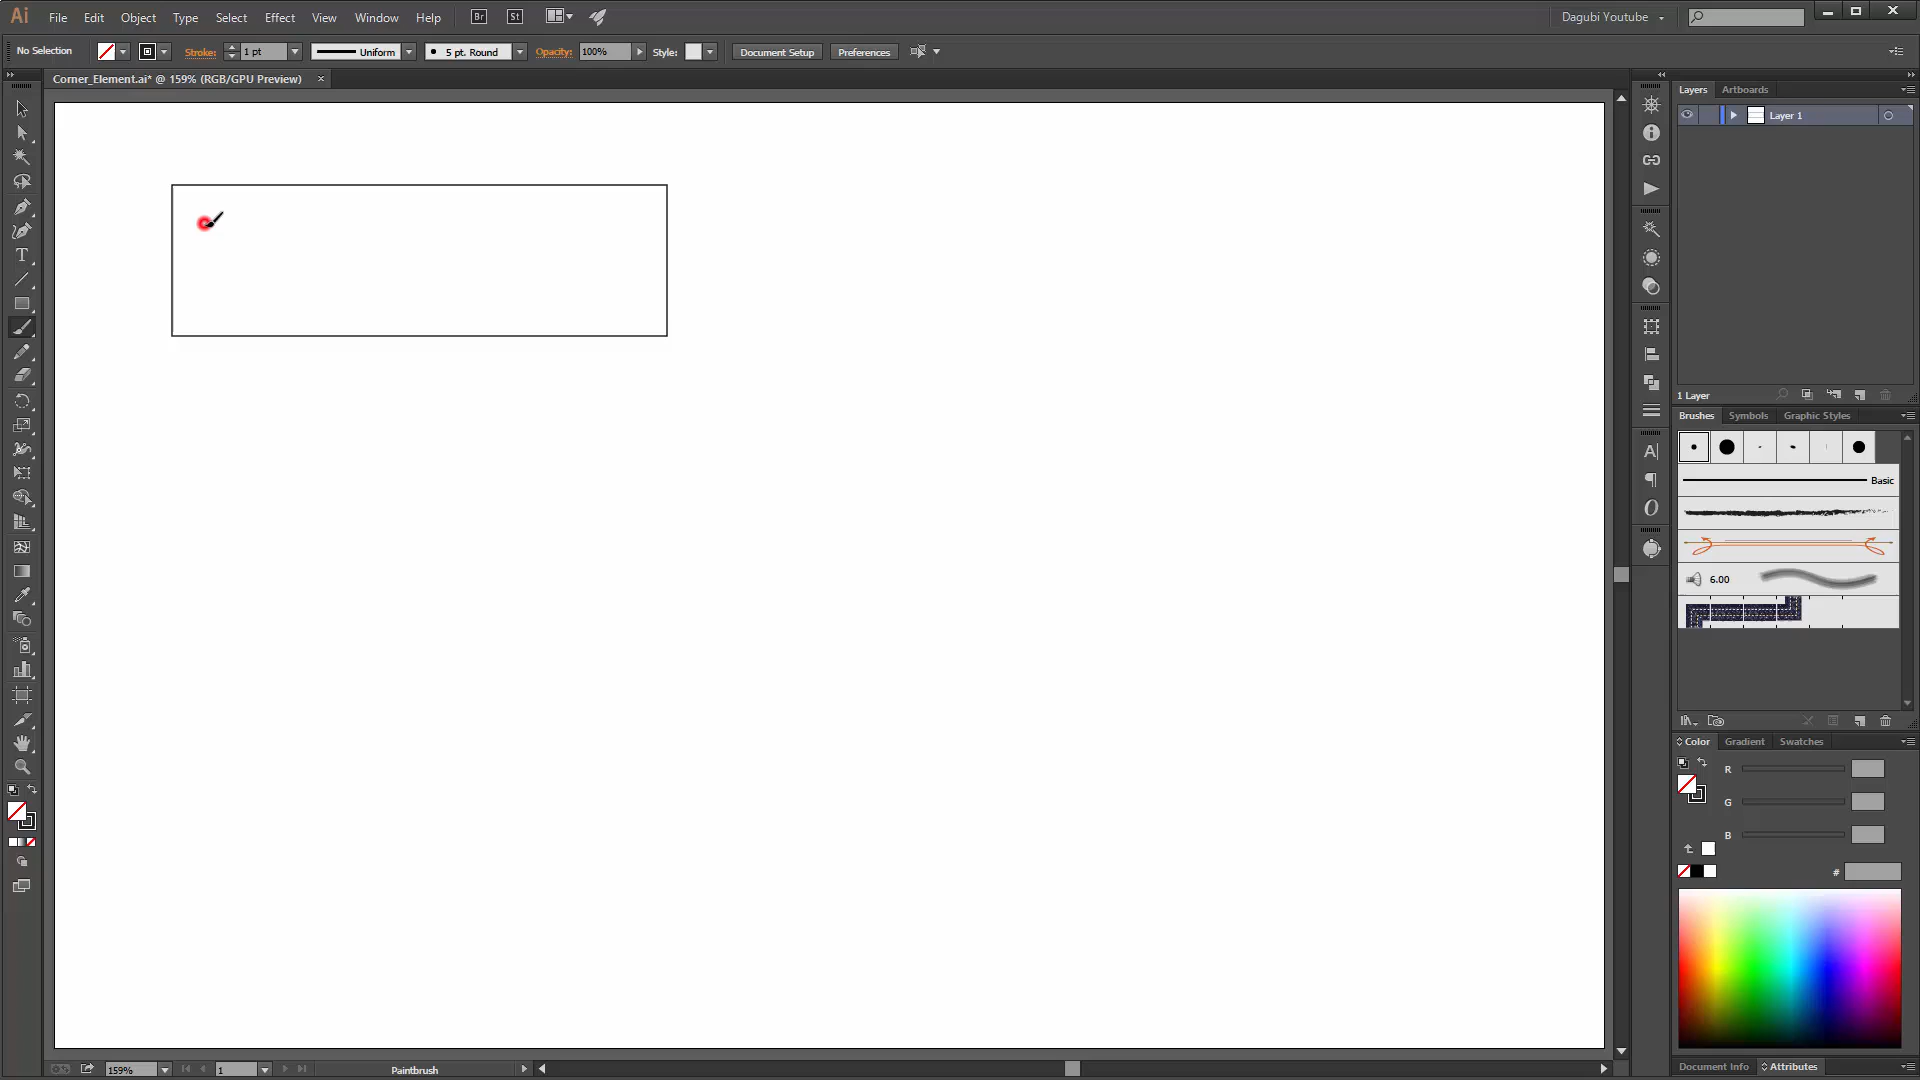 Ai File Edit Object Type Select Effect View Window Help Br St Dagubi Youtube
No Selection Stroke: 1 pt Uniform 5 pt. Round Opacity: 100% Style: Document Setup Preferences
Corner_Element.ai* @ 159% (RGB/GPU Preview)
Layers Artboards
Layer 1
1 Layer
Brushes Symbols Graphic Styles
Basic
6.00
Color Gradient Swatches
R
G
B
#
159% 1 Paintbrush
Document Info Attributes